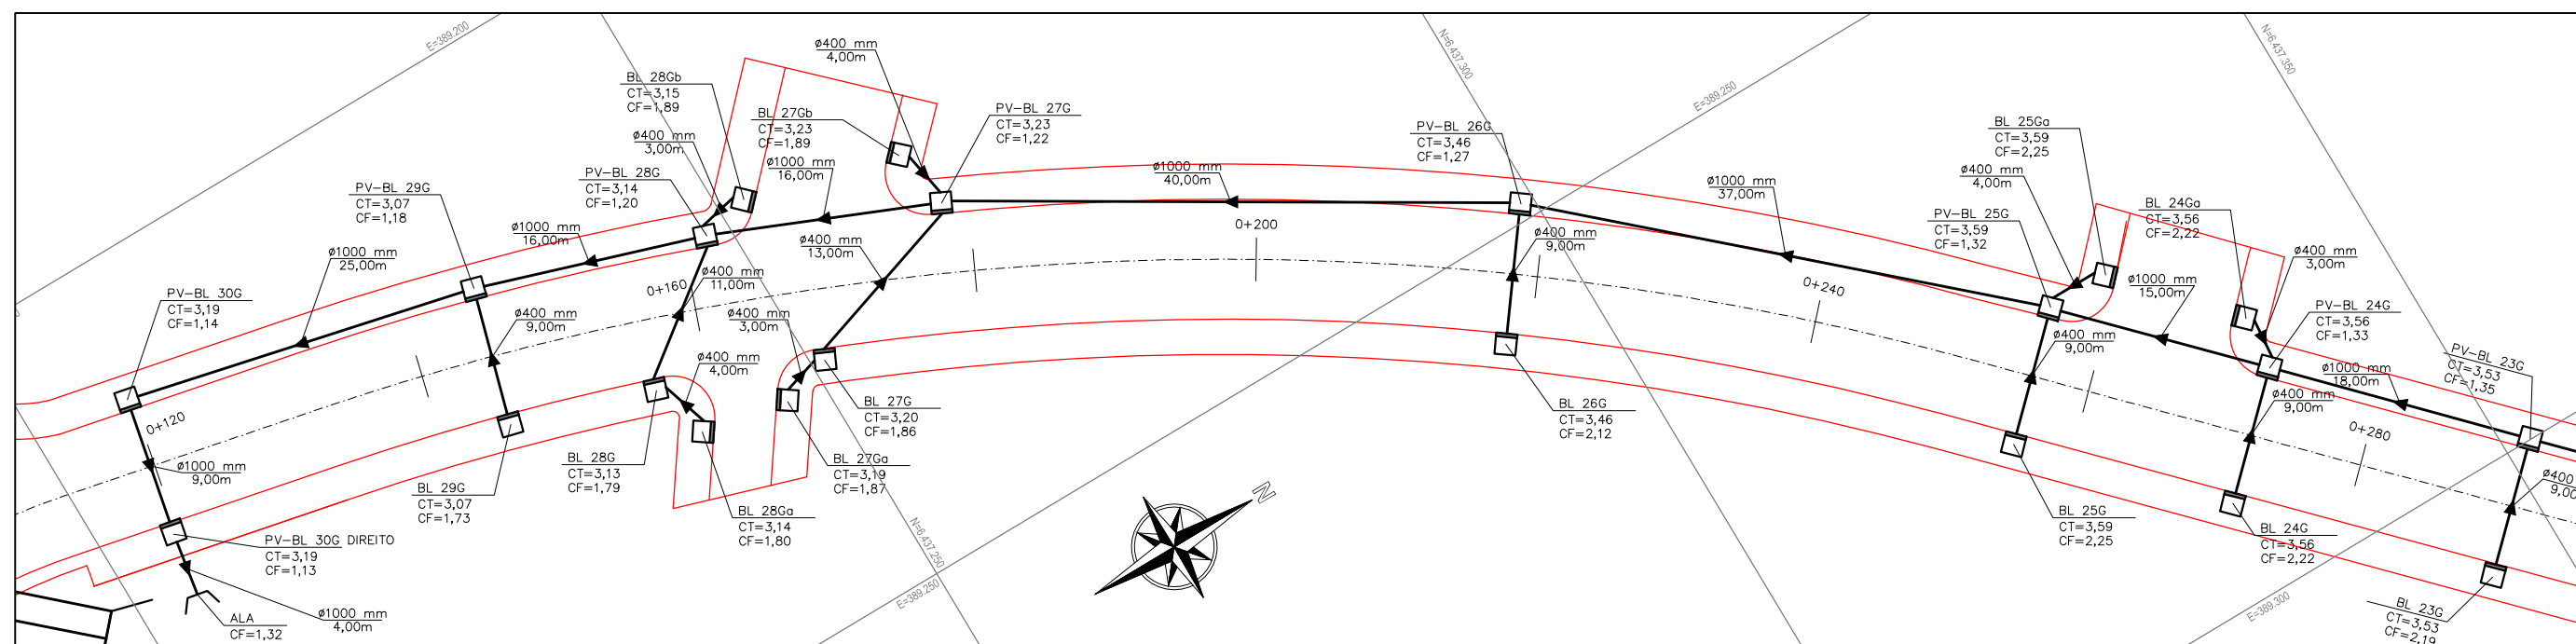 E=389.200
BL 28Gb
CT=3,15
CF=1,89
ø400 mm
4,00m
ø400 mm
3,00m
BL 27Gb
CT=3,23
CF=1,89
ø1000 mm
16,00m
PV-BL 27G
CT=3,23
CF=1,22
N=6.437.300
PV-BL 26G
CT=3,46
CF=1,27
E=389.250
N=6.437.350
BL 25Ga
CT=3,59
CF=2,25
ø400 mm
4,00m
BL 24Ga
CT=3,56
CF=2,22
ø400 mm
3,00m
PV-BL 29G
CT=3,07
CF=1,18
PV-BL 28G
CT=3,14
CF=1,20
ø1000 mm
40,00m
ø1000 mm
37,00m
PV-BL 25G
CT=3,59
CF=1,32
ø1000 mm
16,00m
ø1000 mm
25,00m
ø400 mm
13,00m
0+200
ø400 mm
9,00m
0+240
ø1000 mm
15,00m
PV-BL 24G
CT=3,56
CF=1,33
PV-BL 30G
CT=3,19
CF=1,14
0+160
ø400 mm
11,00m
ø400 mm
9,00m
ø400 mm
3,00m
ø400 mm
4,00m
ø400 mm
9,00m
PV-BL 23G
CT=3,53
CF=1,35
ø1000 mm
18,00m
ø400 mm
9,00m
0+120
BL 27G
CT=3,20
CF=1,86
BL 26G
CT=3,46
CF=2,12
0+280
ø1000 mm
9,00m
BL 28G
CT=3,13
CF=1,79
BL 27Ga
CT=3,19
CF=1,87
BL 29G
CT=3,07
CF=1,73
N
ø400
BL 28Ga
CT=3,14
CF=1,80
N=6.437.250
BL 25G
CT=3,59
CF=2,25
BL 24G
CT=3,56
CF=2,22
PV-BL 30G DIREITO
CT=3,19
CF=1,13
E=389.250
E=389.300
ALA
CF=1,32
ø1000 mm
4,00m
BL 23G
CT=3,53
CF=2,19